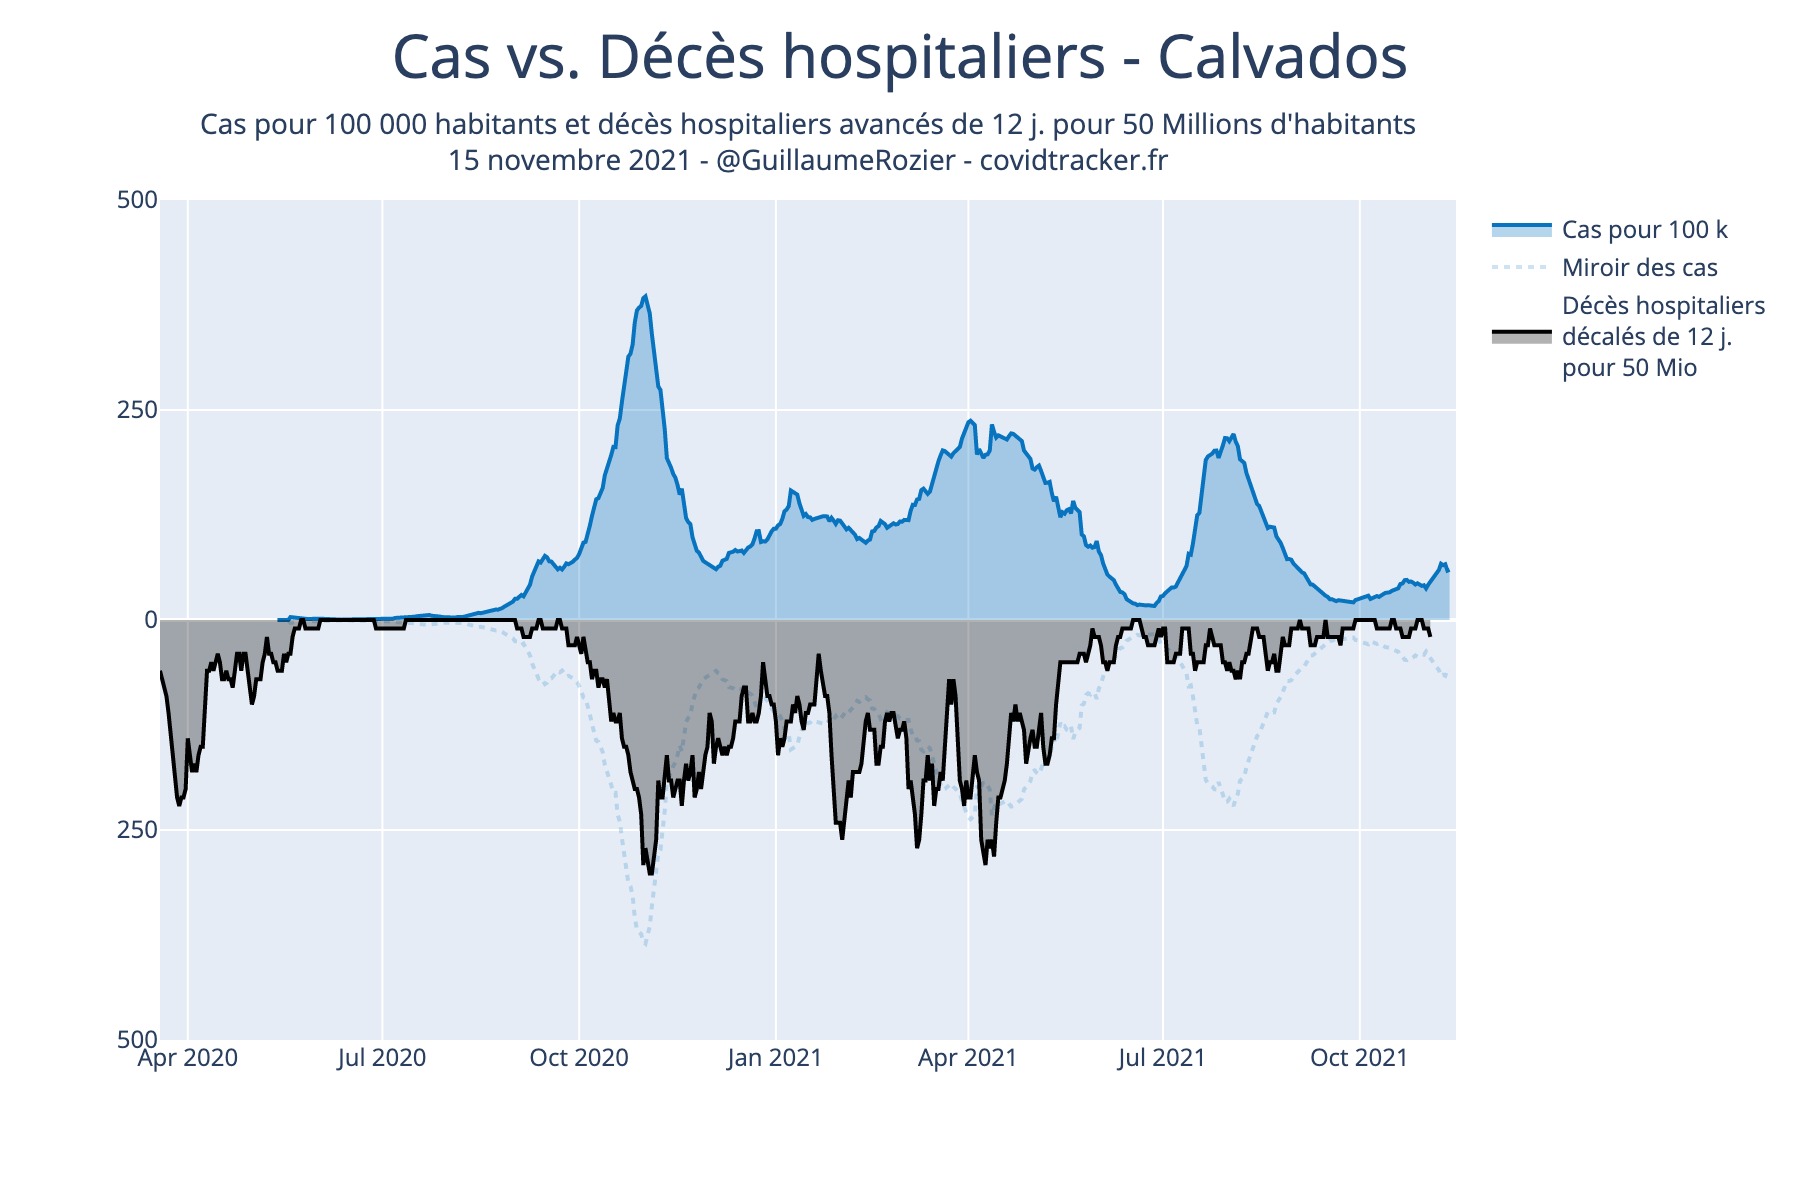 Cas vs. Décès hospitaliers - Calvados
Cas pour 100 000 habitants et décès hospitaliers avancés de 12 j. pour 50 Millions d'habitants
15 novembre 2021 - @GuillaumeRozier - covidtracker.fr
500
250
0
250
500
Apr 2020
Jul 2020
Oct 2020
Jan 2021
Apr 2021
Jul 2021
Oct 2021
Cas pour 100 k
Miroir des cas
Décès hospitaliers
décalés de 12 j.
pour 50 Mio